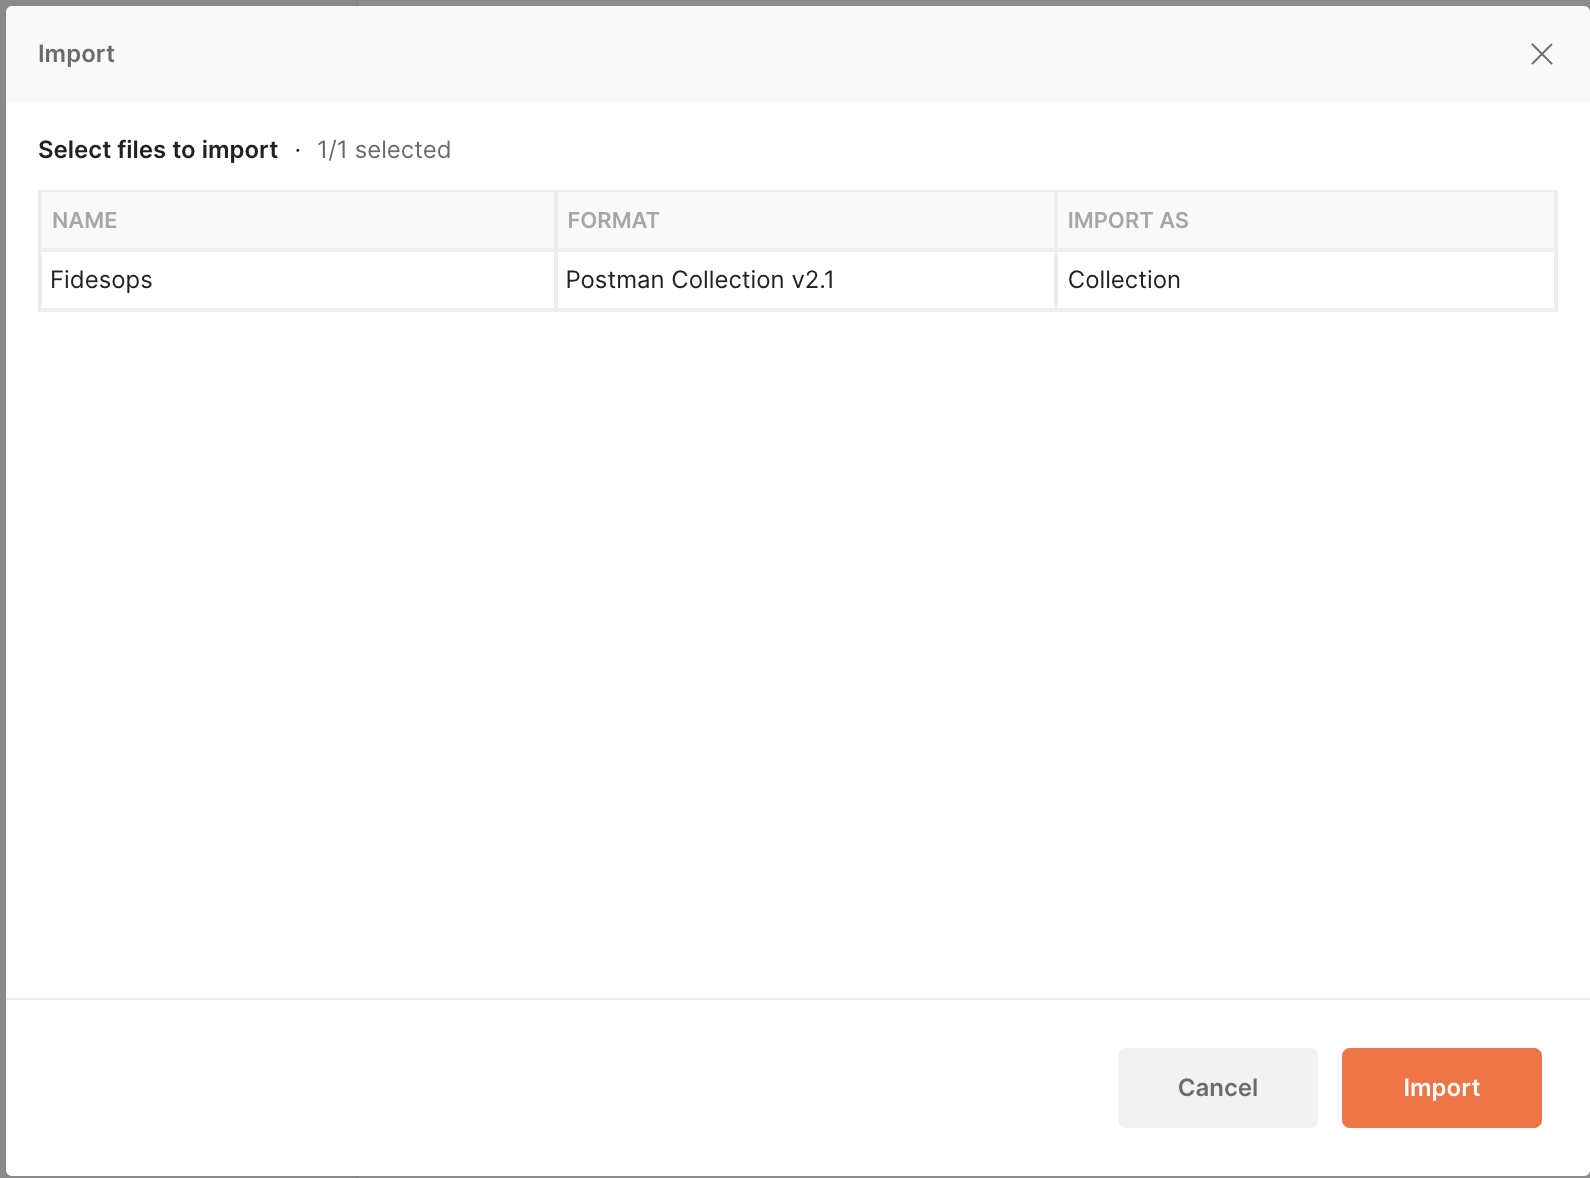 Import
Select files to import · 1/1 selected
NAME FORMAT IMPORT AS
Fidesops Postman Collection v2.1 Collection
Cancel Import